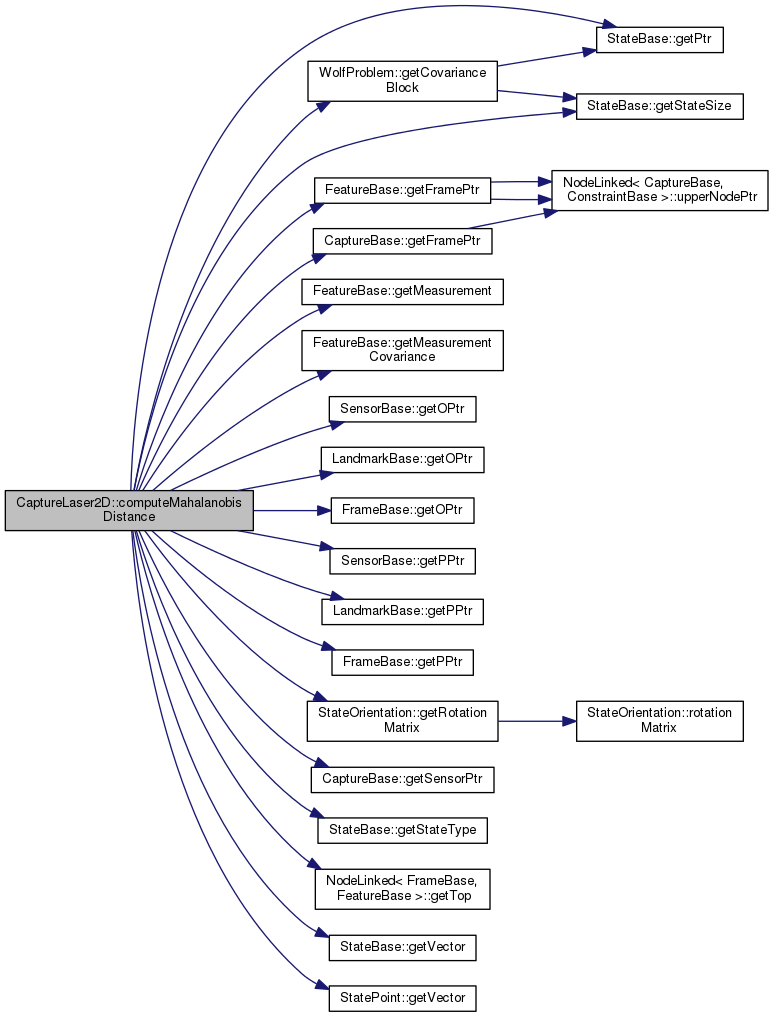 StateBase::getPtr
WolfProblem::getCovariance
Block
StateBase::getStateSize
FeatureBase::getFramePtr
NodeLinked< CaptureBase,
ConstraintBase >::upperNodePtr
CaptureBase::getFramePtr
FeatureBase::getMeasurement
FeatureBase::getMeasurement
Covariance
SensorBase::getOPtr
LandmarkBase::getOPtr
CaptureLaser2D::computeMahalanobis
Distance
FrameBase::getOPtr
SensorBase::getPPtr
LandmarkBase::getPPtr
FrameBase::getPPtr
StateOrientation::getRotation
Matrix
StateOrientation::rotation
Matrix
CaptureBase::getSensorPtr
StateBase::getStateType
NodeLinked< FrameBase,
FeatureBase >::getTop
StateBase::getVector
StatePoint::getVector